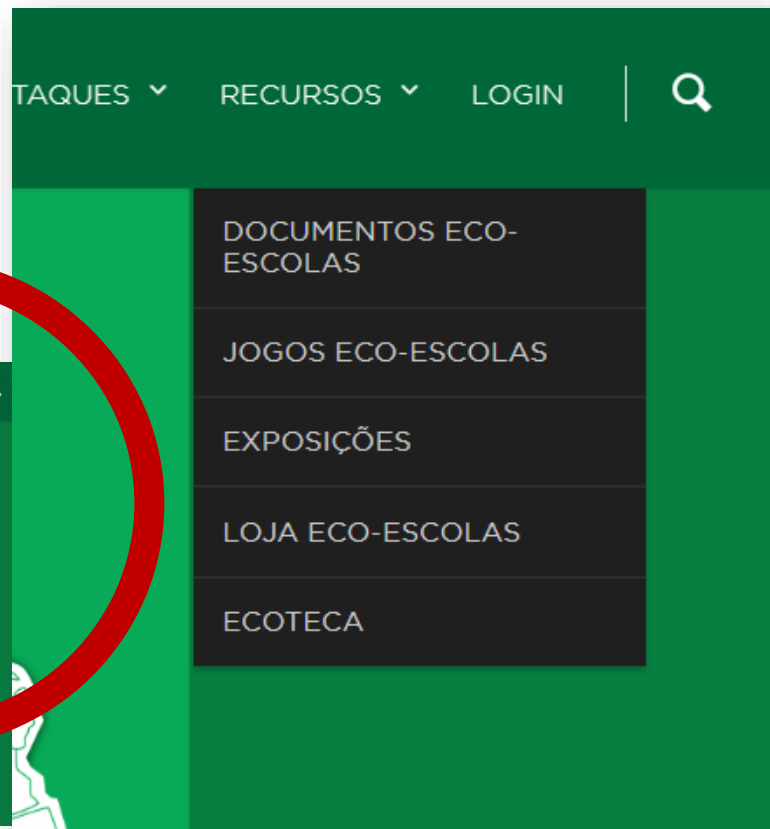 TAQUES RECURSOS LOGIN
DOCUMENTOS ECO-
ESCOLAS
JOGOS ECO-ESCOLAS
EXPOSIÇÕES
LOJA ECO-ESCOLAS
ECOTECA